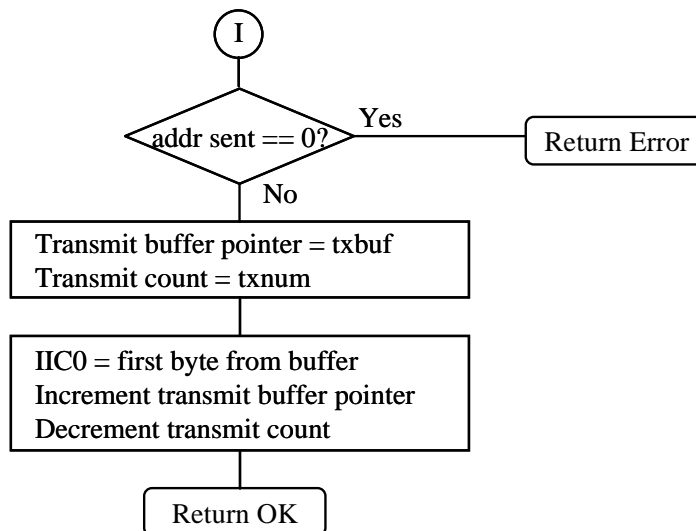 I
addr sent == 0?
Yes
Return Error
No
Transmit buffer pointer = txbuf
Transmit count = txnum
IIC0 = first byte from buffer
Increment transmit buffer pointer
Decrement transmit count
Return OK